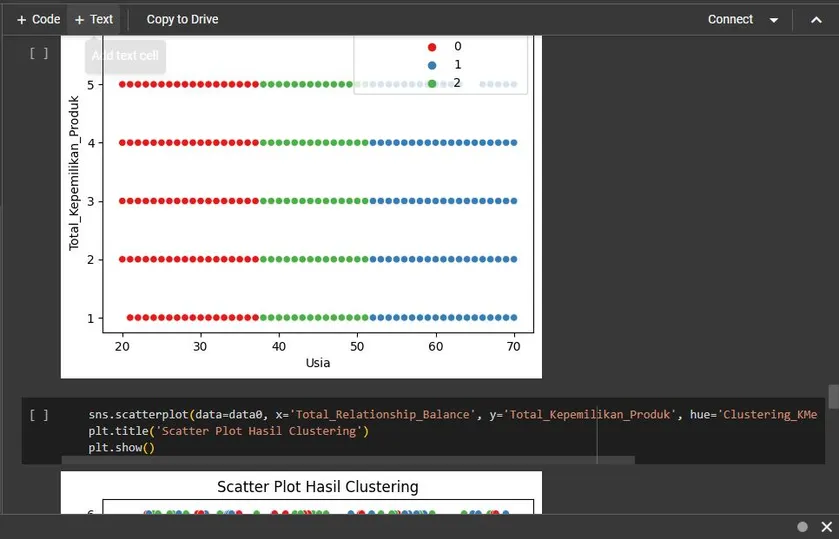 + Code + Text Copy to Drive Connect
[ ]
Add text cell
0
1
2
5
4
3
2
1
Total_Kepemilikan_Produk
20 30 40 50 60 70
Usia
[ ] sns.scatterplot(data=data0, x='Total_Relationship_Balance', y='Total_Kepemilikan_Produk', hue='Clustering_KMe
plt.title('Scatter Plot Hasil Clustering')
plt.show()
Scatter Plot Hasil Clustering
6